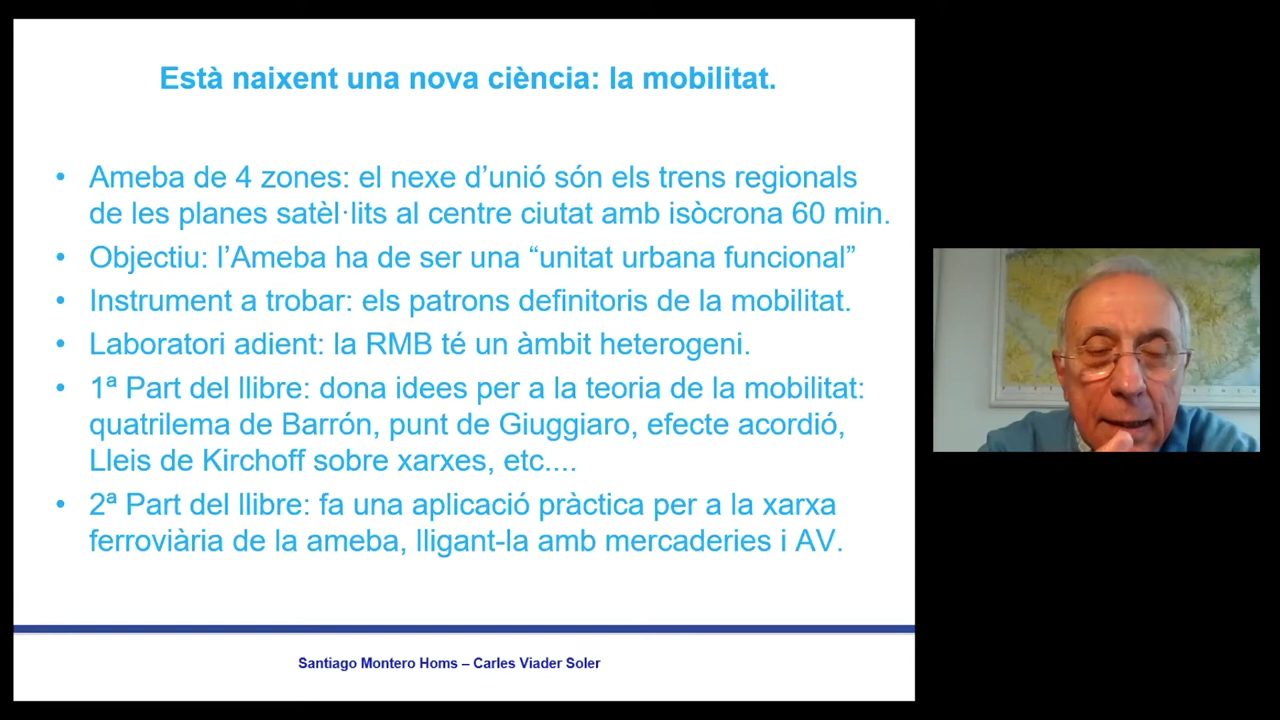 Està naixent una nova ciència: la mobilitat.
• Ameba de 4 zones: el nexe d’unió són els trens regionals
de les planes satèl·lits al centre ciutat amb isòcrona 60 min.
• Objectiu: l’Ameba ha de ser una “unitat urbana funcional”
• Instrument a trobar: els patrons definitoris de la mobilitat.
• Laboratori adient: la RMB té un àmbit heterogeni.
• 1ª Part del llibre: dona idees per a la teoria de la mobilitat:
quatrilema de Barrón, punt de Giuggiaro, efecte acordió,
Lleis de Kirchoff sobre xarxes, etc....
• 2ª Part del llibre: fa una aplicació pràctica per a la xarxa
ferroviària de la ameba, lligant-la amb mercaderies i AV.
Santiago Montero Homs – Carles Viader Soler